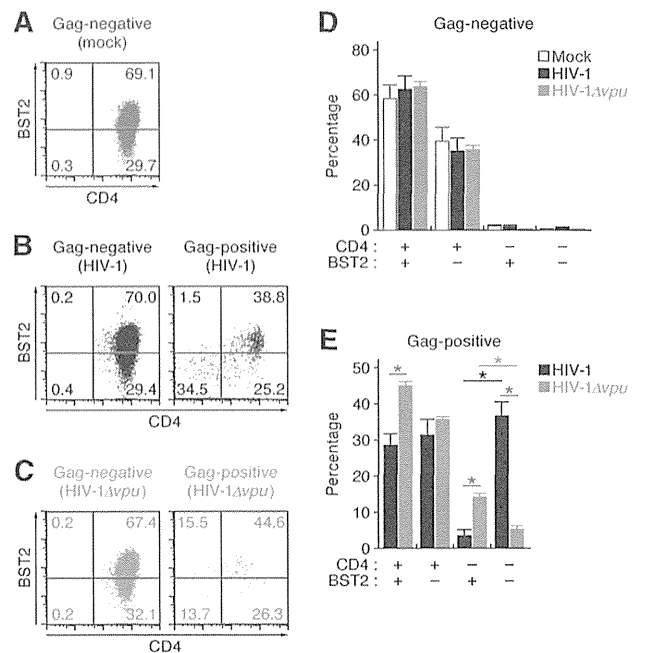 A
Gag-negative
(mock)
0.9 69.1
0.3 29.7
BST2
CD4
B
Gag-negative
(HIV-1)
Gag-positive
(HIV-1)
0.2 70.0
0.4 29.4
1.5 38.8
34.5 25.2
BST2
CD4
C
Gag-negative
(HIV-1Δvpu)
Gag-positive
(HIV-1Δvpu)
0.2 67.4
0.2 32.1
15.5 44.6
13.7 26.3
BST2
CD4
D
Gag-negative
Mock
HIV-1
HIV-1Δvpu
Percentage
80
60
40
20
0
CD4 : + + − −
BST2 : + − + −
E
Gag-positive
HIV-1
HIV-1Δvpu
Percentage
50
40
30
20
10
0
* * * * *
CD4 : + + − −
BST2 : + − + −